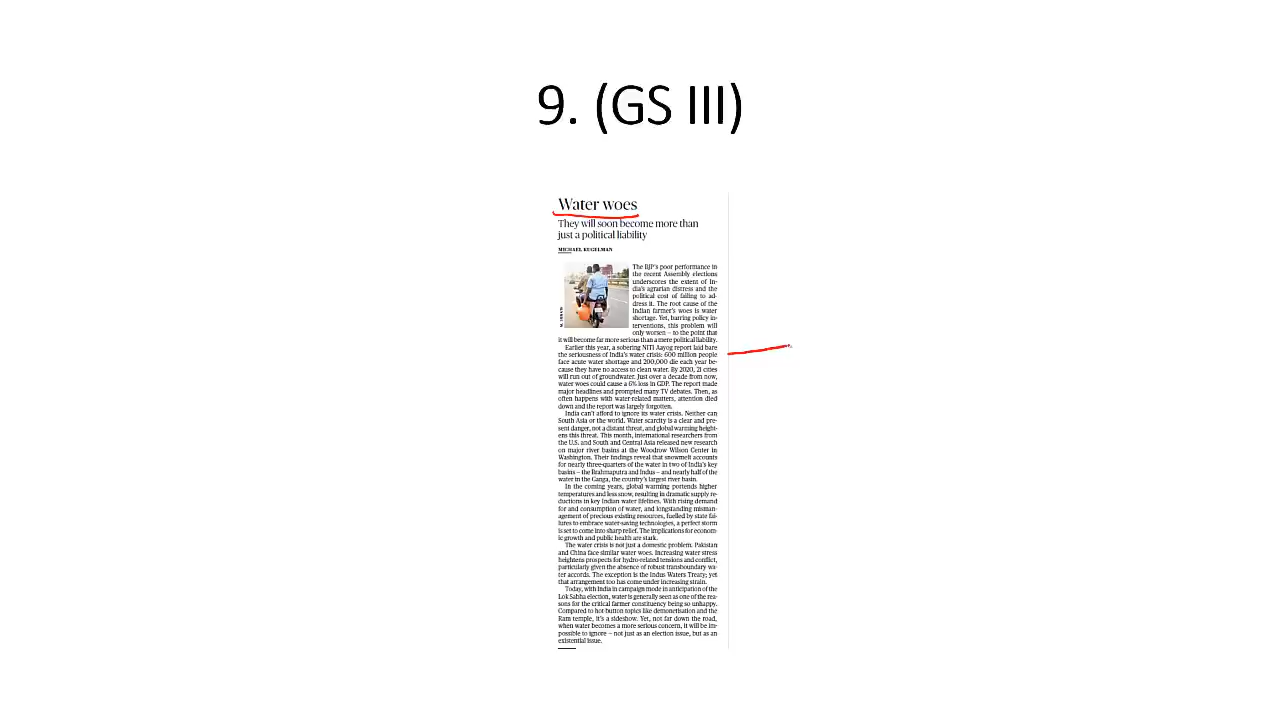 9. (GS III)
Water woes
They will soon become more than
just a political liability
MICHAEL KUGELMAN
The BJP's poor performance in
the recent Assembly elections
underscores the extent of In-
dia's agrarian distress and the
political cost of failing to ad-
dress it. The root cause of the
Indian farmer's woes is water
shortage. Yet, barring policy in-
terventions, this problem will
only worsen – to the point that
it will become far more serious than a mere political liability.
Earlier this year, a sobering NITI Aayog report laid bare
the seriousness of India's water crisis: 600 million people
face acute water shortage and 200,000 die each year be-
cause they have no access to clean water. By 2020, 21 cities
will run out of groundwater. Just over a decade from now,
water woes could cause a 6% loss in GDP. The report made
major headlines and prompted many TV debates. Then, as
often happens with water-related matters, attention died
down and the report was largely forgotten.
India can't afford to ignore its water crisis. Neither can
South Asia or the world. Water scarcity is a clear and pre-
sent danger, not a distant threat, and global warming height-
ens this threat. This month, international researchers from
the U.S. and South and Central Asia released new research
on major river basins at the Woodrow Wilson Center in
Washington. Their findings reveal that snowmelt accounts
for nearly three-quarters of the water in two of India's key
basins – the Brahmaputra and Indus – and nearly half of the
water in the Ganga, the country's largest river basin.
In the coming years, global warming portends higher
temperatures and less snow, resulting in dramatic supply re-
ductions in key Indian water lifelines. With rising demand
for and consumption of water, and longstanding misman-
agement of precious existing resources, fuelled by state fai-
lures to embrace water-saving technologies, a perfect storm
is set to come into sharp relief. The implications for econom-
ic growth and public health are stark.
The water crisis is not just a domestic problem. Pakistan
and China face similar water woes. Increasing water stress
heightens prospects for hydro-related tensions and conflict,
particularly given the absence of robust transboundary wa-
ter accords. The exception is the Indus Waters Treaty; yet
that arrangement too has come under increasing strain.
Today, with India in campaign mode in anticipation of the
Lok Sabha election, water is generally seen as one of the rea-
sons for the critical farmer constituency being so unhappy.
Compared to hot-button topics like demonetisation and the
Ram temple, it's a sideshow. Yet, not far down the road,
when water becomes a more serious concern, it will be im-
possible to ignore – not just as an election issue, but as an
existential issue.